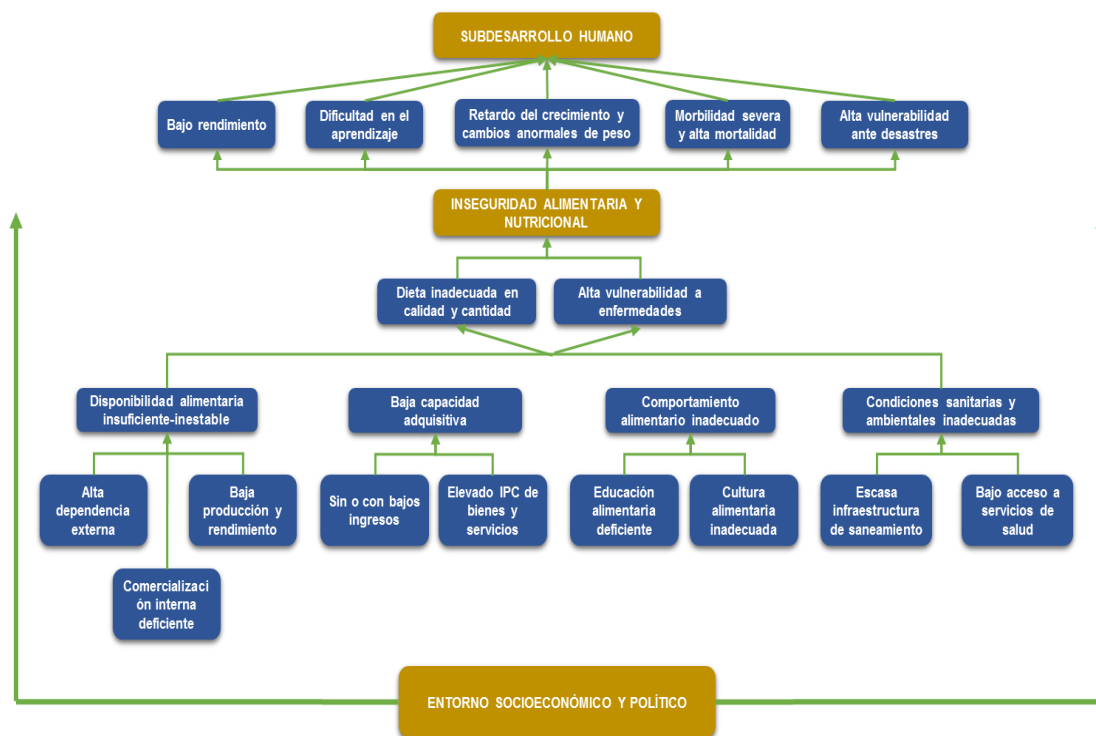 SUBDESARROLLO HUMANO
Bajo rendimiento
Dificultad en el
aprendizaje
Retardo del crecimiento y
cambios anormales de peso
Morbilidad severa
y alta mortalidad
Alta vulnerabilidad
ante desastres
INSEGURIDAD ALIMENTARIA Y
NUTRICIONAL
Dieta inadecuada en
calidad y cantidad
Alta vulnerabilidad a
enfermedades
Disponibilidad alimentaria
insuficiente-inestable
Baja capacidad
adquisitiva
Comportamiento
alimentario inadecuado
Condiciones sanitarias y
ambientales inadecuadas
Alta
dependencia
externa
Baja
producción y
rendimiento
Sin o con bajos
ingresos
Elevado IPC de
bienes y
servicios
Educación
alimentaria
deficiente
Cultura
alimentaria
inadecuada
Escasa
infraestructura
de saneamiento
Bajo acceso a
servicios de
salud
Comercializaci
ón interna
deficiente
ENTORNO SOCIOECONÓMICO Y POLÍTICO